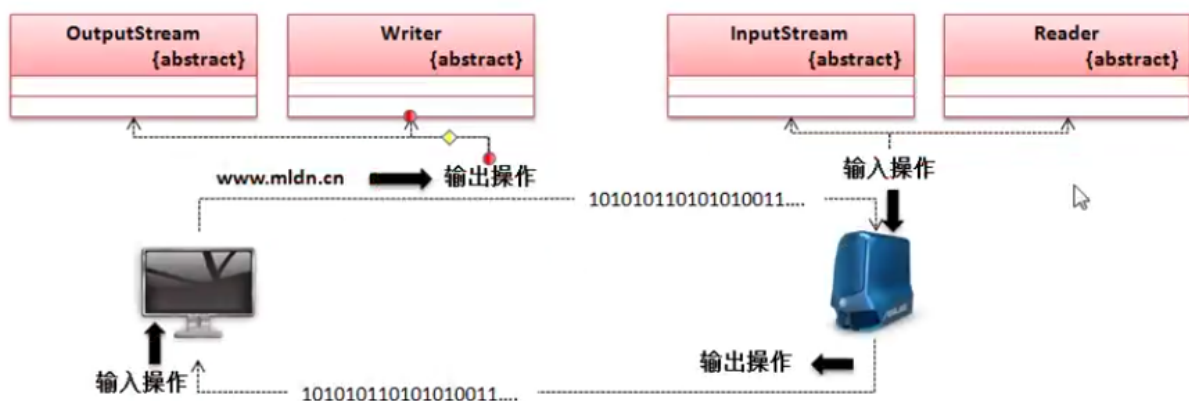 OutputStream
{abstract}
Writer
{abstract}
InputStream
{abstract}
Reader
{abstract}
www.mldn.cn
输出操作
输入操作
101010110101010011....
输入操作
输出操作
101010110101010011....